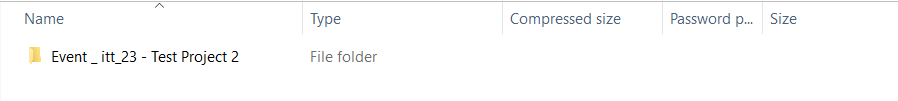 Name Type Compressed size Password p... Size
Event _ itt_23 - Test Project 2 File folder